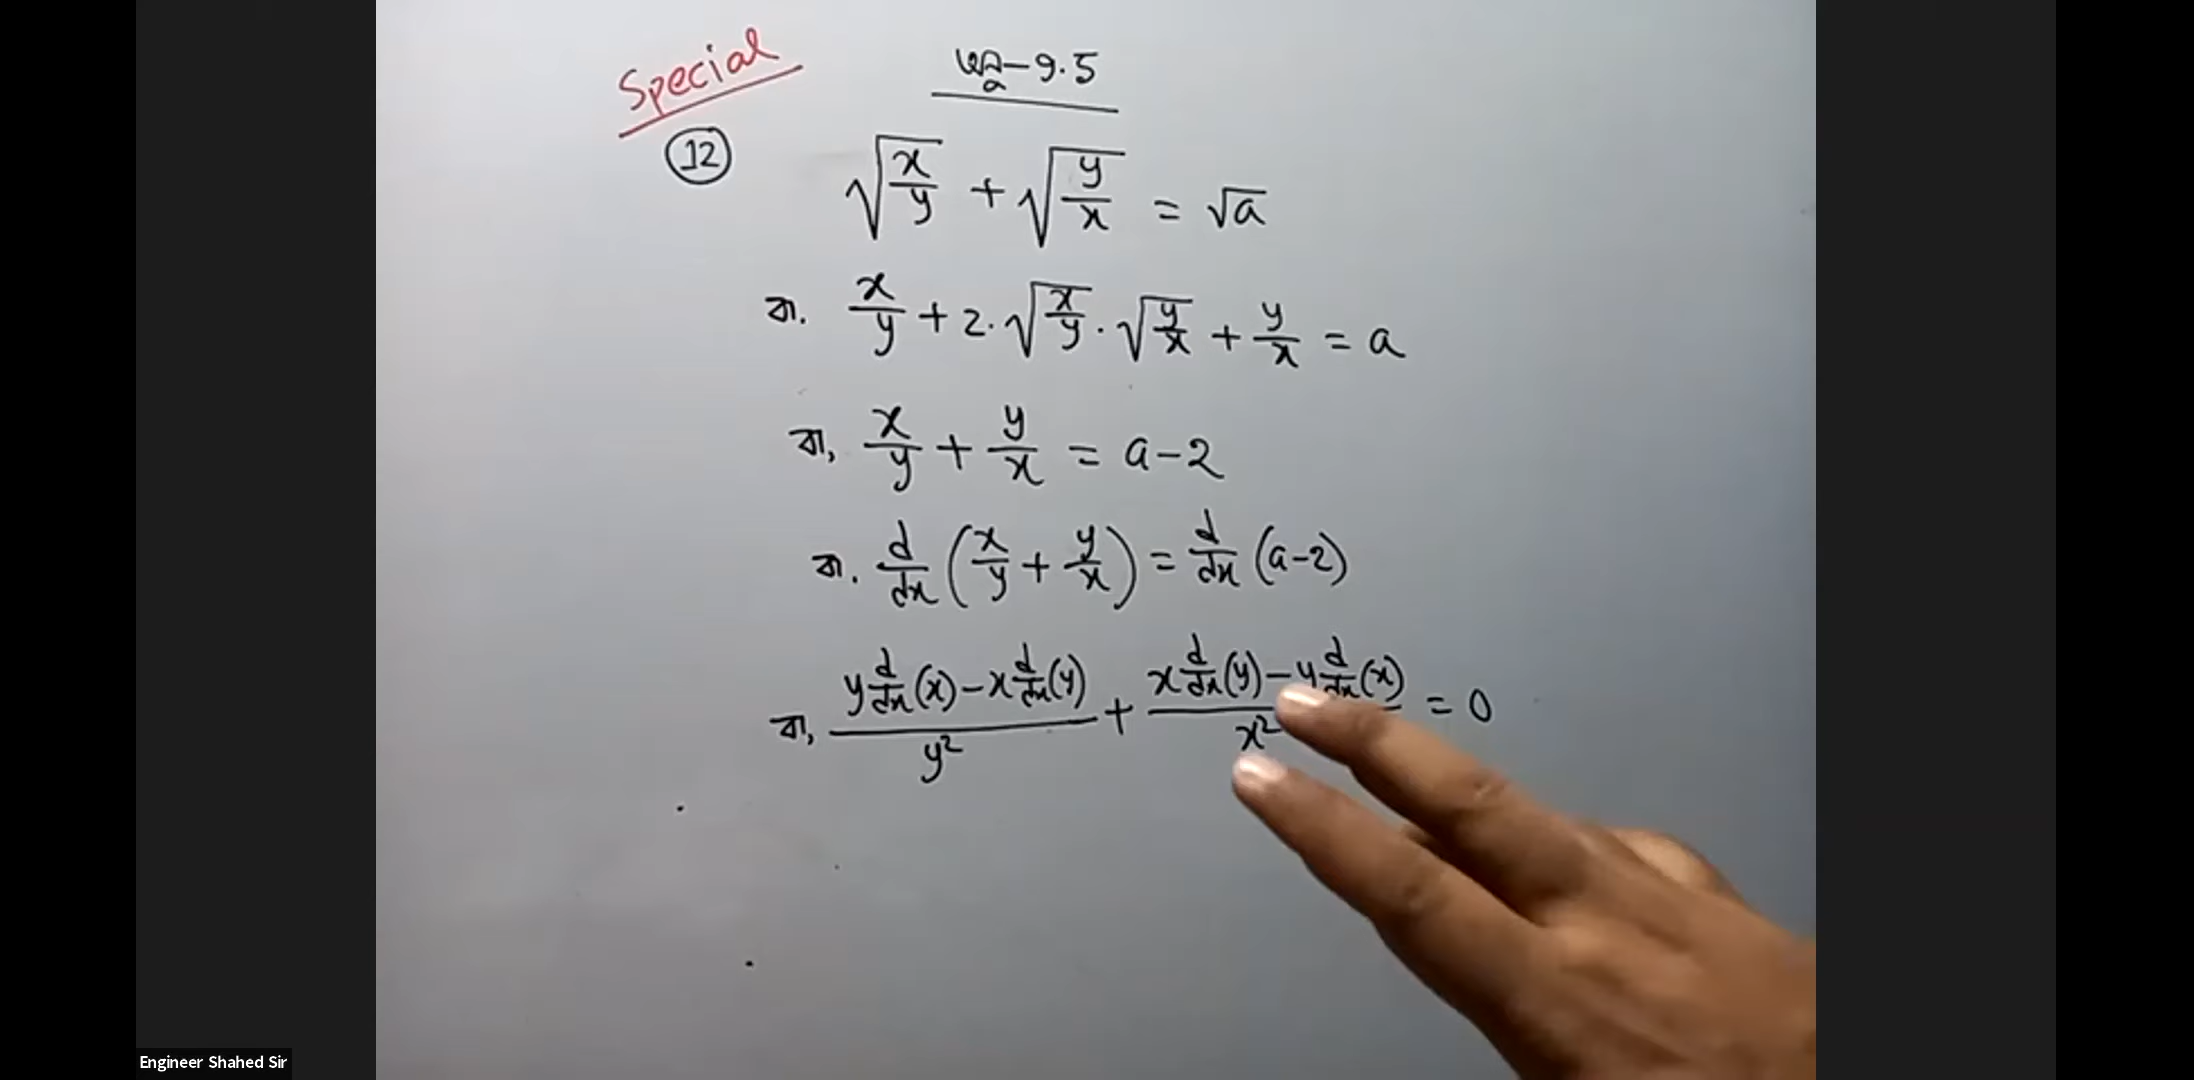 Special
অনু-9.5
12
√(x/y) + √(y/x) = √a
বা. x/y + 2·√(x/y)·√(y/x) + y/x = a
বা, x/y + y/x = a-2
বা. d/dx (x/y + y/x) = d/dx (a-2)
বা, (y d/dx(x) - x d/dx(y))/y² + (x d/dx(y) - y d/dx(x))/x² = 0
Engineer Shahed Sir